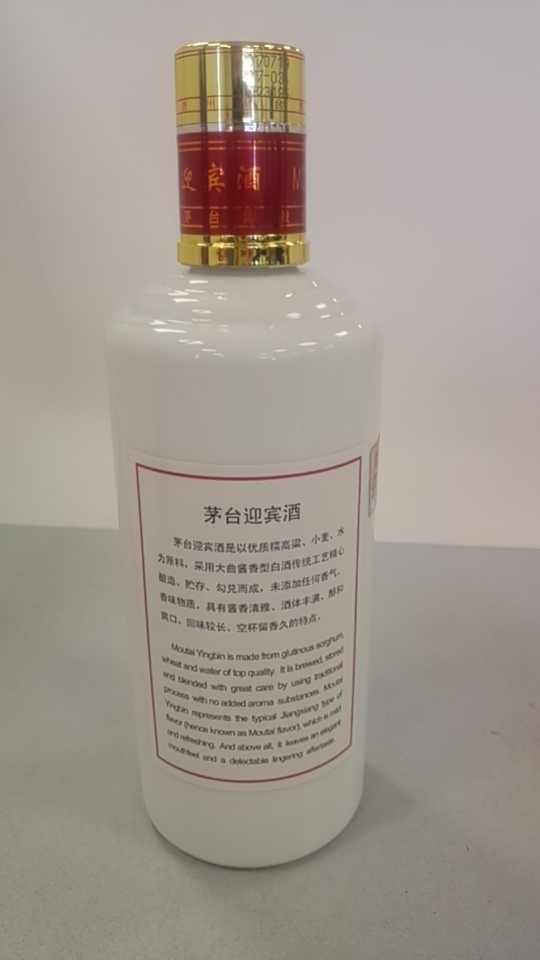 迎宾酒 M
茅台
茅台迎宾酒
茅台迎宾酒是以优质糯高粱、小麦、水
为原料，采用大曲酱香型白酒传统工艺精心
酿造、贮存、勾兑而成，未添加任何香气、
香味物质。具有酱香清雅、酒体丰满、醇和
爽口、回味较长、空杯留香久的特点。
Moutai Yingbin is made from glutinous sorghum,
wheat and water of top quality. It is brewed, stored
and blended with great care by using traditional
process with no added aroma substances. Moutai
Yingbin represents the typical Jiangxiang type of
flavor (hence known as Moutai flavor), which is mild
and refreshing. And above all, it leaves an elegant
mouthfeel and a delectable lingering aftertaste.